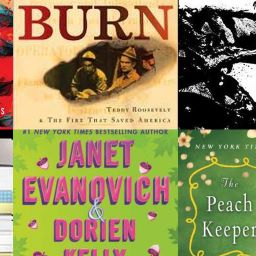 BURN
TEDDY ROOSEVELT
& THE FIRE THAT SAVED AMERICA
S
#1 NEW YORK TIMES BESTSELLING AUTHOR
JANET
EVANOVICH
&
DORIEN
KELLY
NEW YORK TIM
The
Peach
Keeper